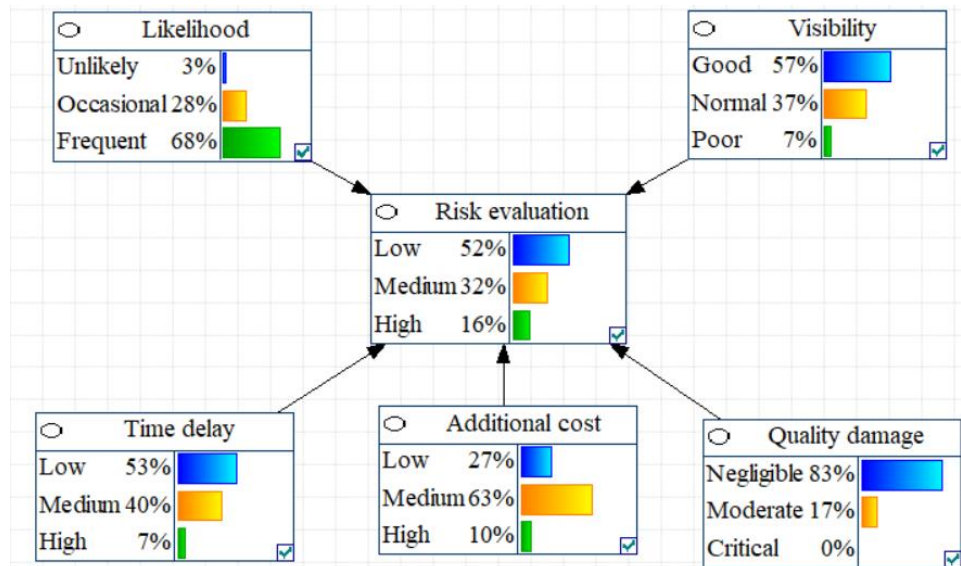 Likelihood
Unlikely 3%
Occasional 28%
Frequent 68%
Visibility
Good 57%
Normal 37%
Poor 7%
Risk evaluation
Low 52%
Medium 32%
High 16%
Time delay
Low 53%
Medium 40%
High 7%
Additional cost
Low 27%
Medium 63%
High 10%
Quality damage
Negligible 83%
Moderate 17%
Critical 0%